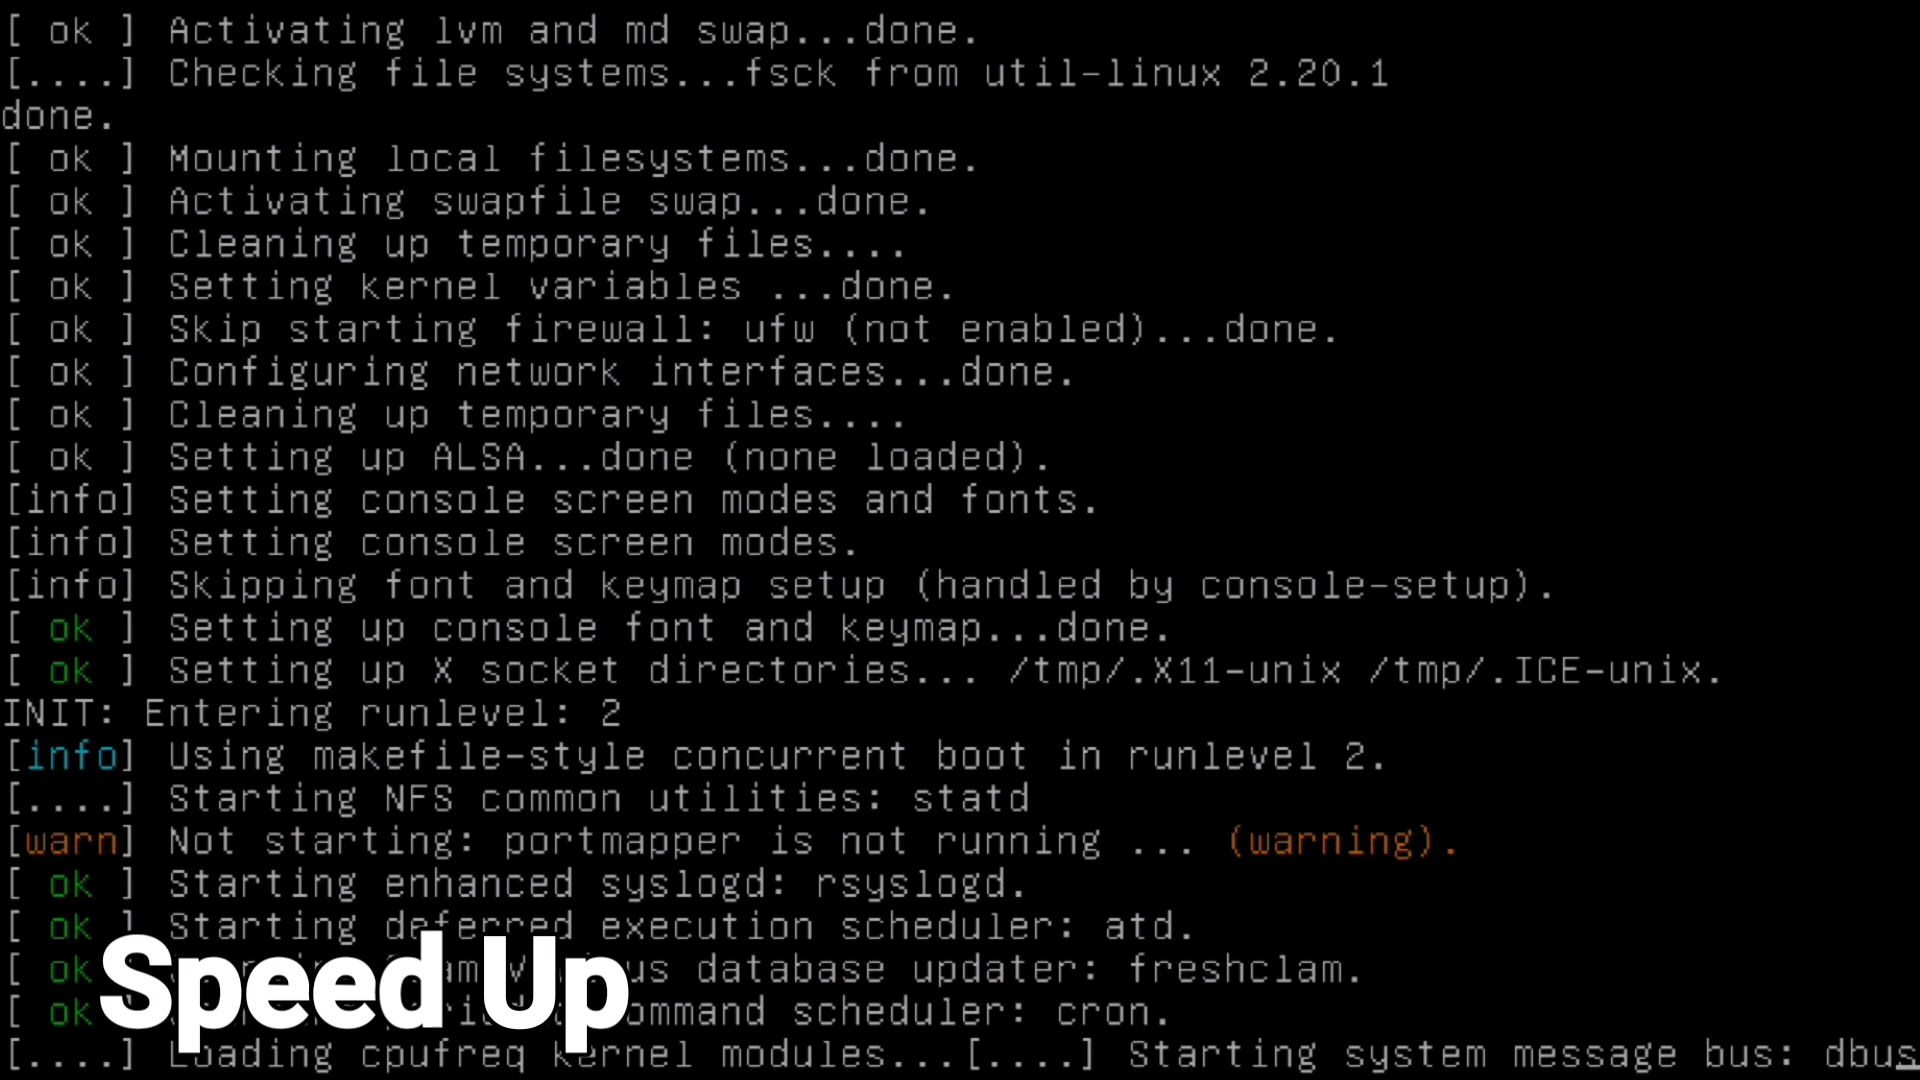 [ ok ] Activating lvm and md swap...done.
[....] Checking file systems...fsck from util-linux 2.20.1
done.
[ ok ] Mounting local filesystems...done.
[ ok ] Activating swapfile swap...done.
[ ok ] Cleaning up temporary files....
[ ok ] Setting kernel variables ...done.
[ ok ] Skip starting firewall: ufw (not enabled)...done.
[ ok ] Configuring network interfaces...done.
[ ok ] Cleaning up temporary files....
[ ok ] Setting up ALSA...done (none loaded).
[info] Setting console screen modes and fonts.
[info] Setting console screen modes.
[info] Skipping font and keymap setup (handled by console-setup).
[ ok ] Setting up console font and keymap...done.
[ ok ] Setting up X socket directories... /tmp/.X11-unix /tmp/.ICE-unix.
INIT: Entering runlevel: 2
[info] Using makefile-style concurrent boot in runlevel 2.
[....] Starting NFS common utilities: statd
[warn] Not starting: portmapper is not running ... (warning).
[ ok ] Starting enhanced syslogd: rsyslogd.
[ ok ] Starting deferred execution scheduler: atd.
[ ok database updater: freshclam.
[ ok command scheduler: cron.
[....] Loading cpufreq kernel modules...[....] Starting system message bus: dbus
Speed Up